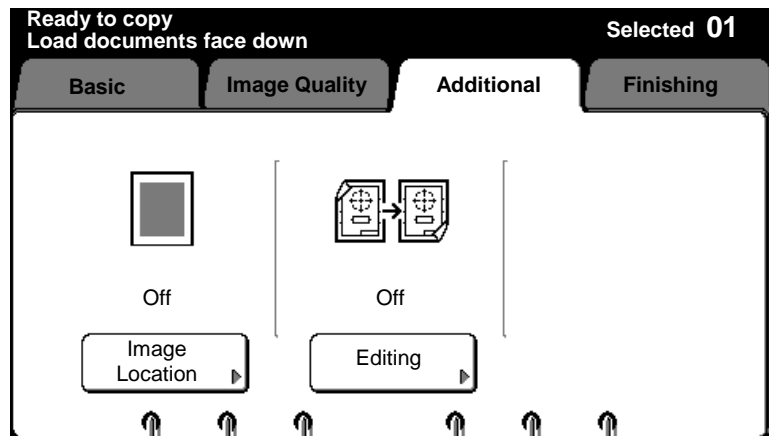 Ready to copy
Load documents face down
Selected 01
Basic
Image Quality
Additional
Finishing
Off
Off
Image
Location
Editing